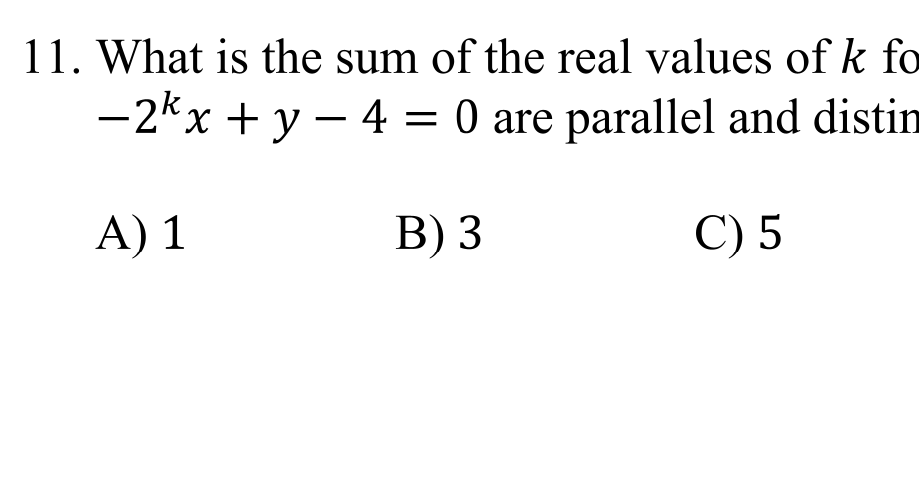 11. What is the sum of the real values of k fo
−2ᵏx + y − 4 = 0 are parallel and distin
A) 1 B) 3 C) 5